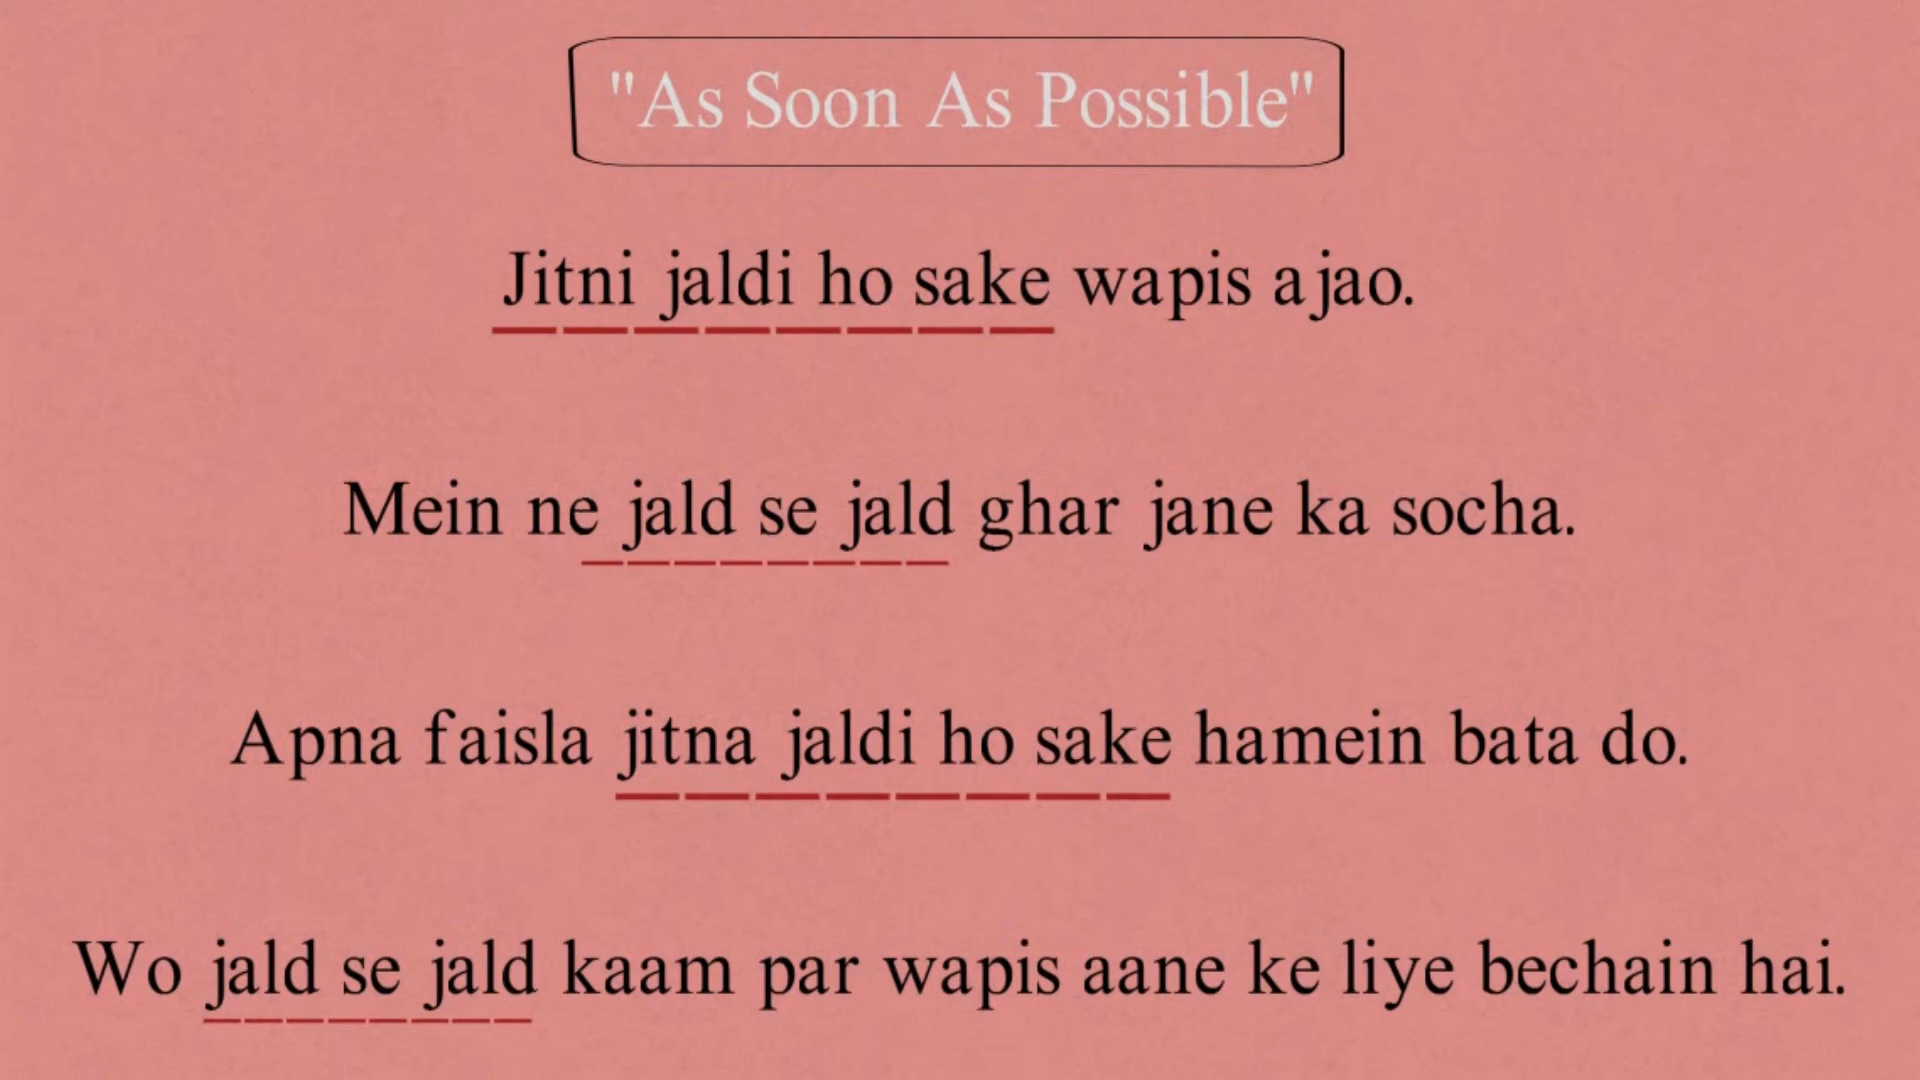 "As Soon As Possible"
Jitni jaldi ho sake wapis ajao.
Mein ne jald se jald ghar jane ka socha.
Apna faisla jitna jaldi ho sake hamein bata do.
Wo jald se jald kaam par wapis aane ke liye bechain hai.